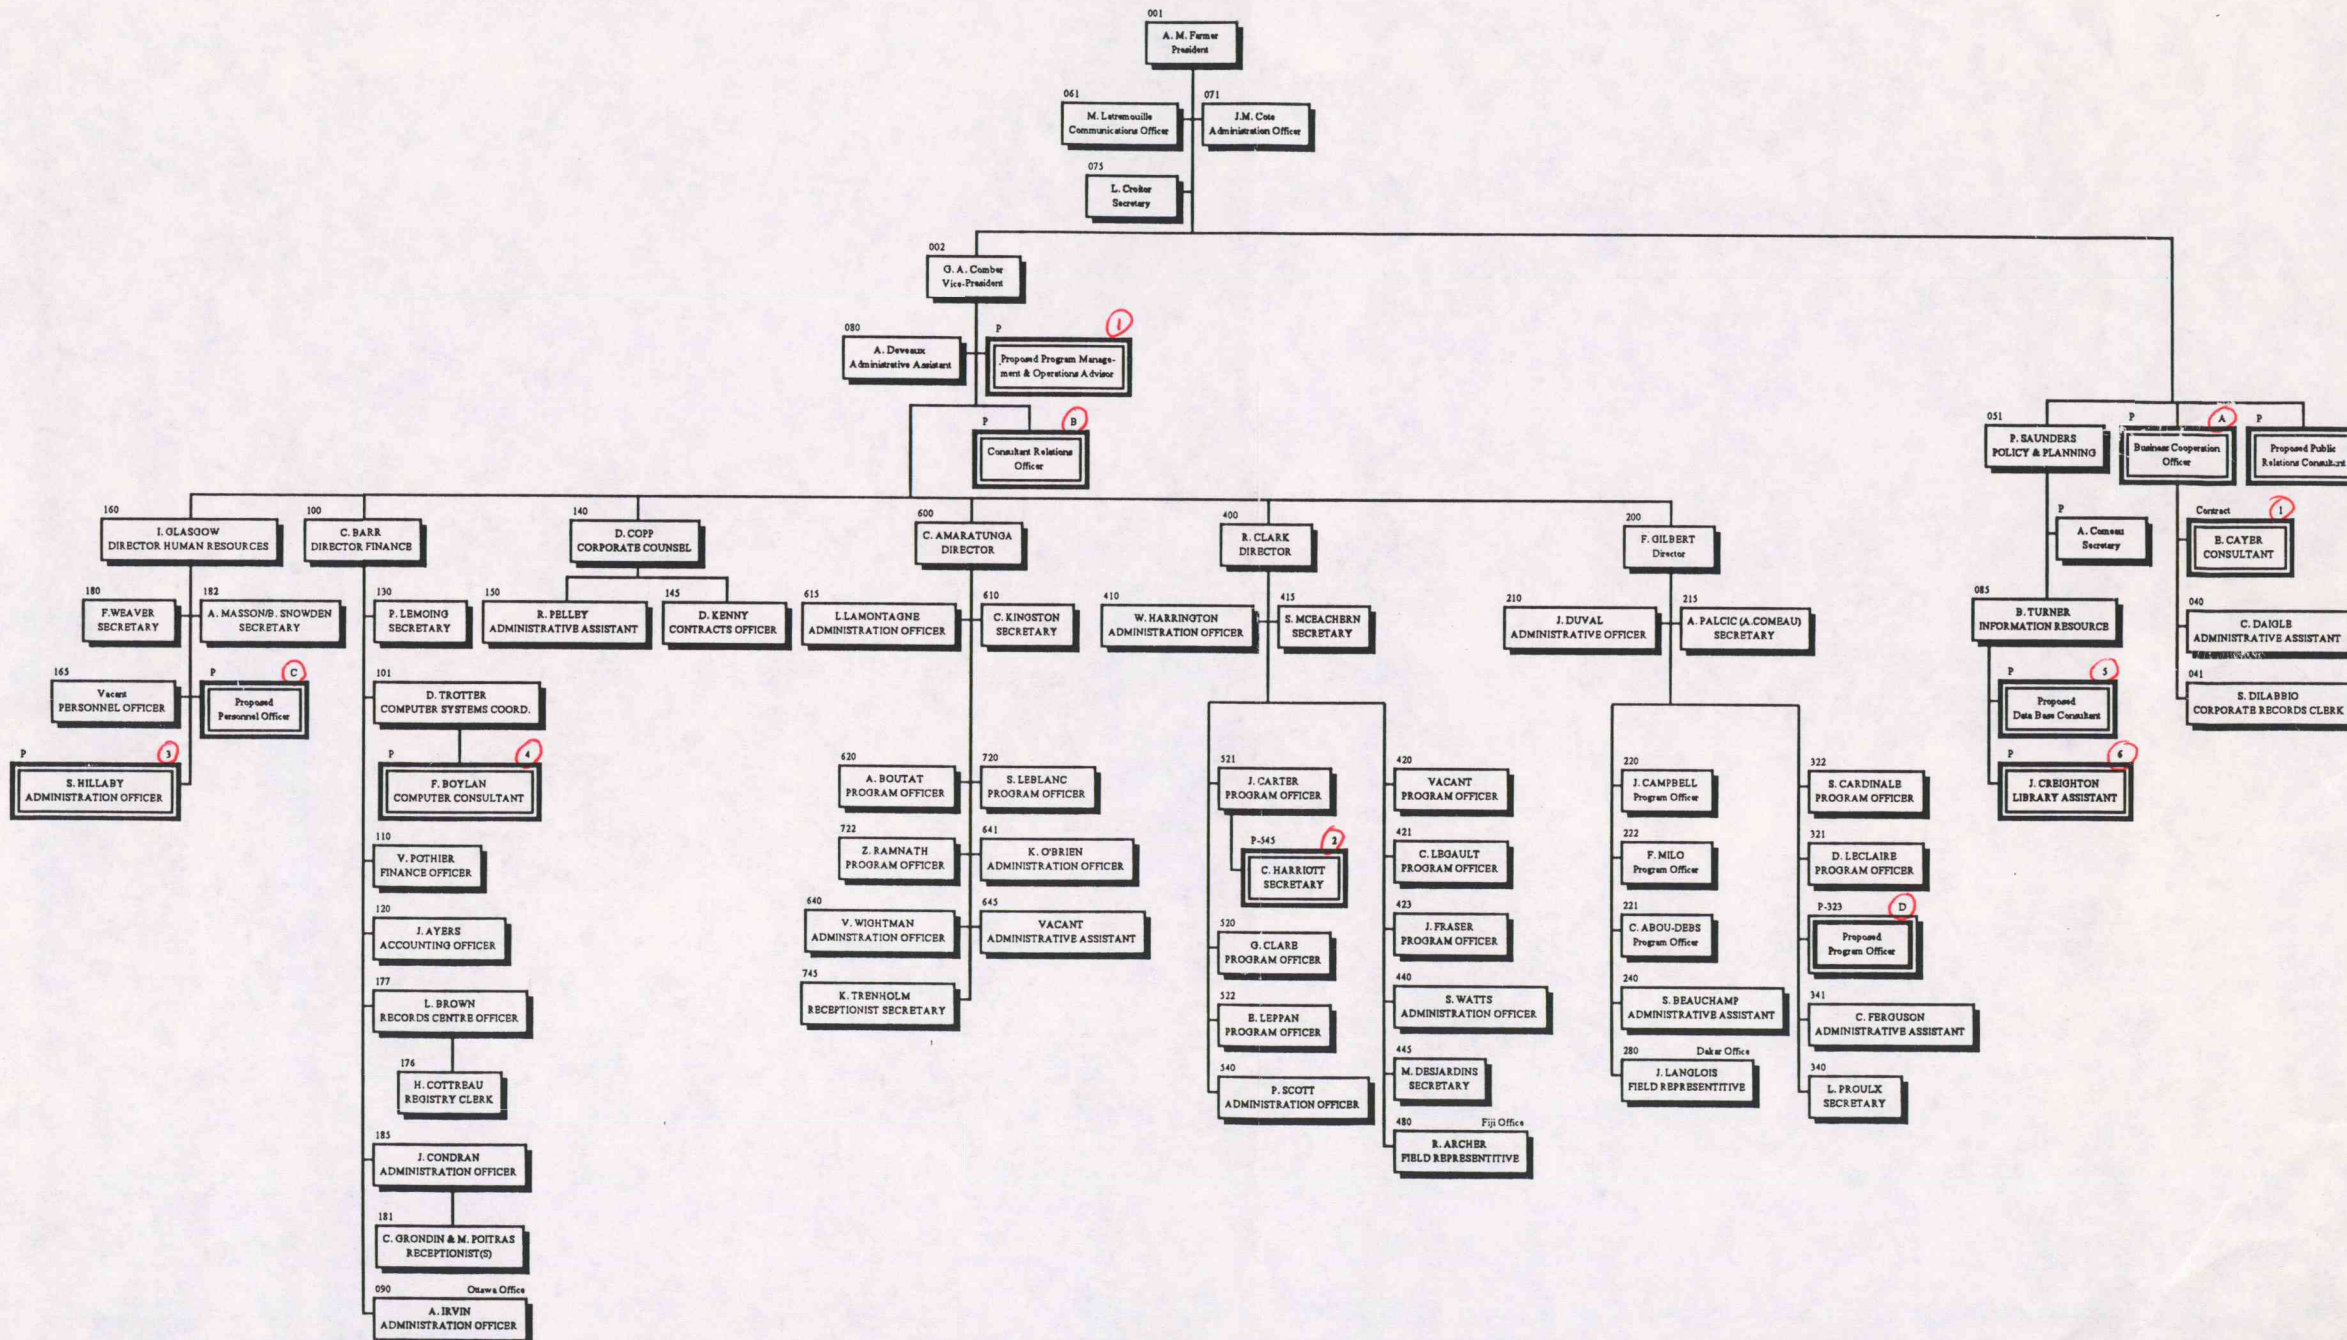 001
A. M. Farmer
President
061
M. Latremouille
Communications Officer
071
J.M. Cote
Administration Officer
075
L. Croiter
Secretary
002
G. A. Comber
Vice-President
080
A. Deveaux
Administrative Assistant
P
1
Proposed Program Manage-
ment & Operations Advisor
P
B
Consultant Relations
Officer
051
P. SAUNDERS
POLICY & PLANNING
P
A
Business Cooperation
Officer
P
Proposed Public
Relations Consultant
P
A. Comeau
Secretary
Contract
1
B. CAYER
CONSULTANT
085
B. TURNER
INFORMATION RESOURCE
040
C. DAIGLE
ADMINISTRATIVE ASSISTANT
P
5
Proposed
Data Base Consultant
041
S. DILABBIO
CORPORATE RECORDS CLERK
P
6
J. CREIGHTON
LIBRARY ASSISTANT
160
I. GLASGOW
DIRECTOR HUMAN RESOURCES
180
F.WEAVER
SECRETARY
182
A. MASSON/B. SNOWDEN
SECRETARY
165
Vacant
PERSONNEL OFFICER
P
C
Proposed
Personnel Officer
P
3
S. HILLABY
ADMINISTRATION OFFICER
100
C. BARR
DIRECTOR FINANCE
130
P. LEMOING
SECRETARY
101
D. TROTTER
COMPUTER SYSTEMS COORD.
P
4
F. BOYLAN
COMPUTER CONSULTANT
110
V. POTHIER
FINANCE OFFICER
120
J. AYERS
ACCOUNTING OFFICER
177
L. BROWN
RECORDS CENTRE OFFICER
176
H. COTTREAU
REGISTRY CLERK
185
J. CONDRAN
ADMINISTRATION OFFICER
181
C. GRONDIN & M. POITRAS
RECEPTIONIST(S)
090
Ottawa Office
A. IRVIN
ADMINISTRATION OFFICER
140
D. COPP
CORPORATE COUNSEL
150
R. PELLEY
ADMINISTRATIVE ASSISTANT
145
D. KENNY
CONTRACTS OFFICER
600
C. AMARATUNGA
DIRECTOR
615
L.LAMONTAGNE
ADMINISTRATION OFFICER
610
C. KINGSTON
SECRETARY
620
A. BOUTAT
PROGRAM OFFICER
720
S. LEBLANC
PROGRAM OFFICER
722
Z. RAMNATH
PROGRAM OFFICER
641
K. O'BRIEN
ADMINISTRATION OFFICER
640
V. WIGHTMAN
ADMINSTRATION OFFICER
645
VACANT
ADMINISTRATIVE ASSISTANT
745
K. TRENHOLM
RECEPTIONIST SECRETARY
400
R. CLARK
DIRECTOR
410
W. HARRINGTON
ADMINISTRATION OFFICER
415
S. MCEACHERN
SECRETARY
521
J. CARTER
PROGRAM OFFICER
P-545
2
C. HARRIOTT
SECRETARY
520
G. CLARE
PROGRAM OFFICER
522
E. LEPPAN
PROGRAM OFFICER
540
P. SCOTT
ADMINISTRATION OFFICER
420
VACANT
PROGRAM OFFICER
421
C. LEGAULT
PROGRAM OFFICER
423
J. FRASER
PROGRAM OFFICER
440
S. WATTS
ADMINISTRATION OFFICER
445
M. DESJARDINS
SECRETARY
480
Fiji Office
R. ARCHER
FIELD REPRESENTITIVE
200
F. GILBERT
Director
210
J. DUVAL
ADMINISTRATIVE OFFICER
215
A. PALCIC (A.COMEAU)
SECRETARY
220
J. CAMPBELL
Program Officer
222
F. MILO
Program Officer
221
C. ABOU-DEBS
Program Officer
240
S. BEAUCHAMP
ADMINISTRATIVE ASSISTANT
280
Dakar Office
J. LANGLOIS
FIELD REPRESENTITIVE
322
S. CARDINALE
PROGRAM OFFICER
321
D. LECLAIRE
PROGRAM OFFICER
P-323
D
Proposed
Program Officer
341
C. FERGUSON
ADMINISTRATIVE ASSISTANT
340
L. PROULX
SECRETARY